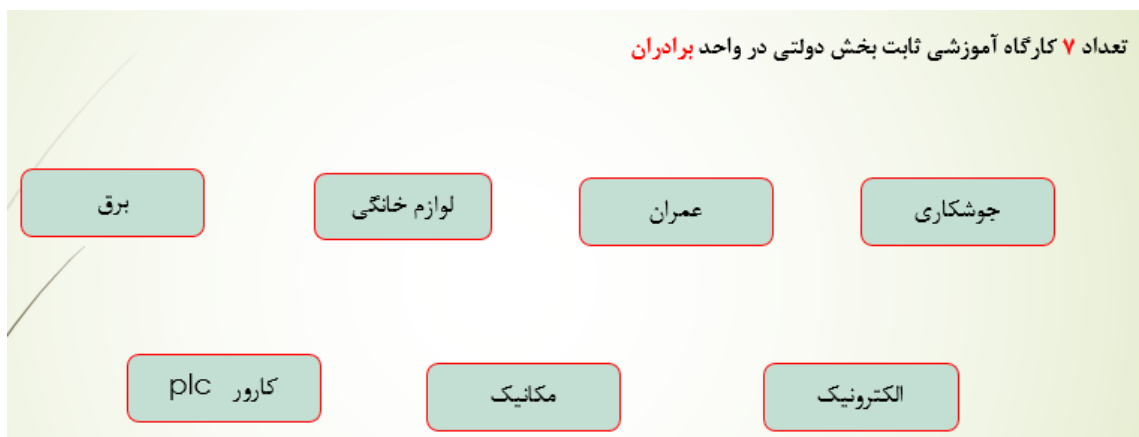 تعداد ۷ کارگاه آموزشی ثابت بخش دولتی در واحد برادران
جوشکاری
عمران
لوازم خانگی
برق
الکترونیک
مکانیک
کارور plc